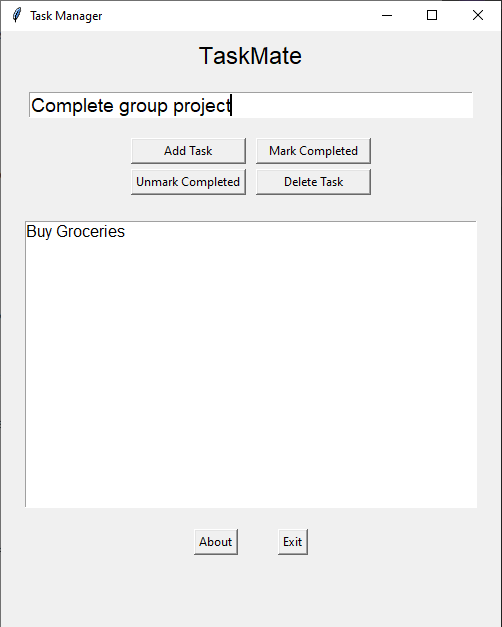 Task Manager
TaskMate
Complete group project
Add Task Mark Completed
Unmark Completed Delete Task
Buy Groceries
About Exit